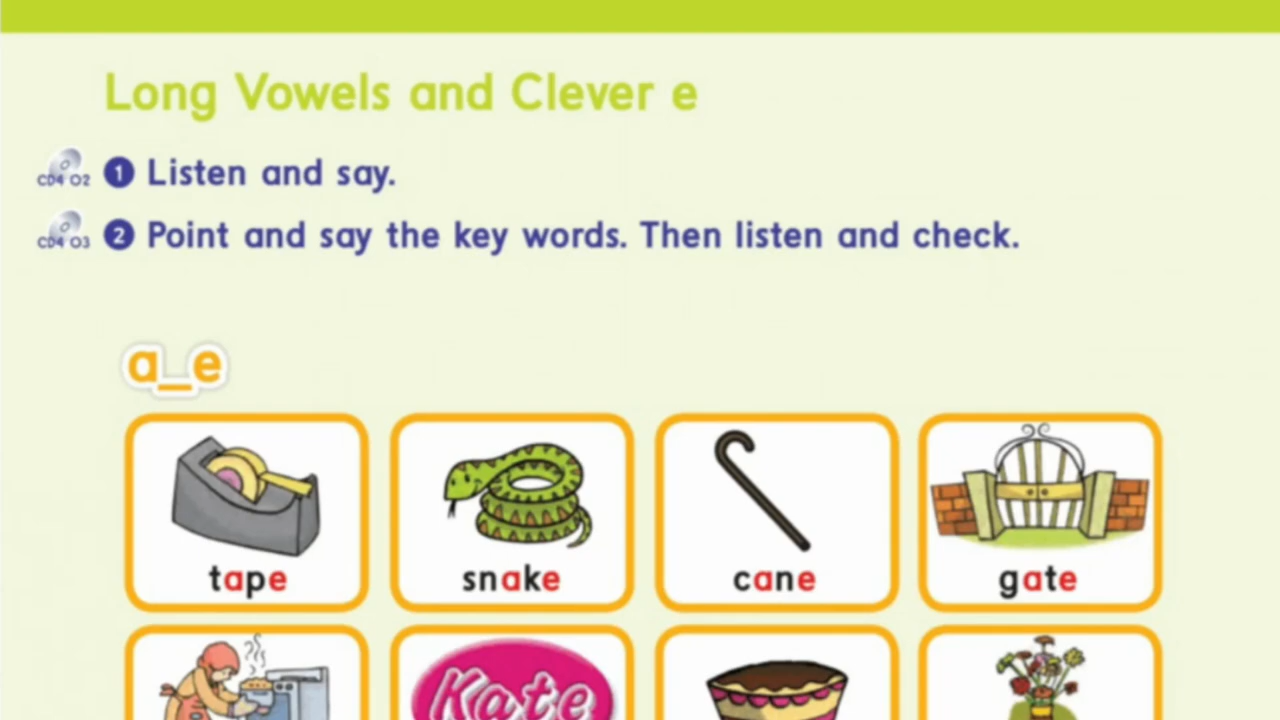 Long Vowels and Clever e
CD4 02 1 Listen and say.
CD4 03 2 Point and say the key words. Then listen and check.
a_e
tape snake cane gate
Kate